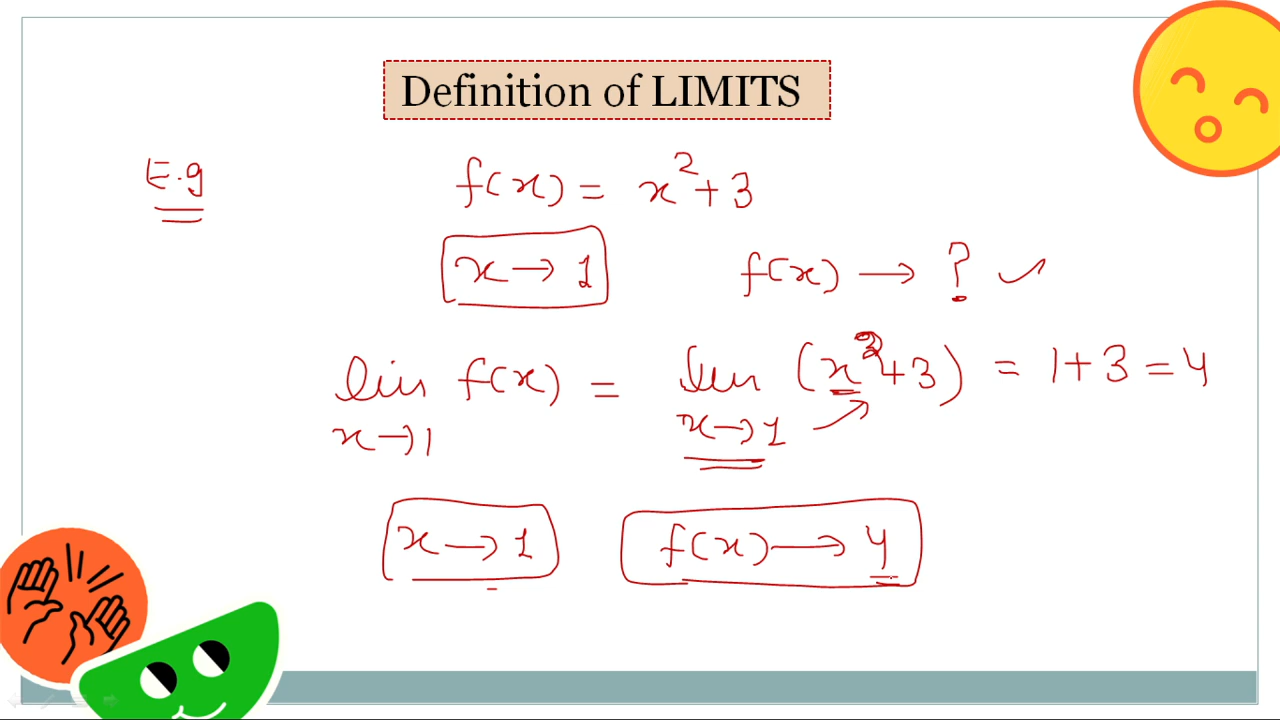 Definition of LIMITS
E.g f(x) = x² + 3
x → 1 f(x) → ? ✓
lim f(x) = lim (x² + 3) = 1 + 3 = 4
x → 1 x → 1
x → 1 f(x) → 4